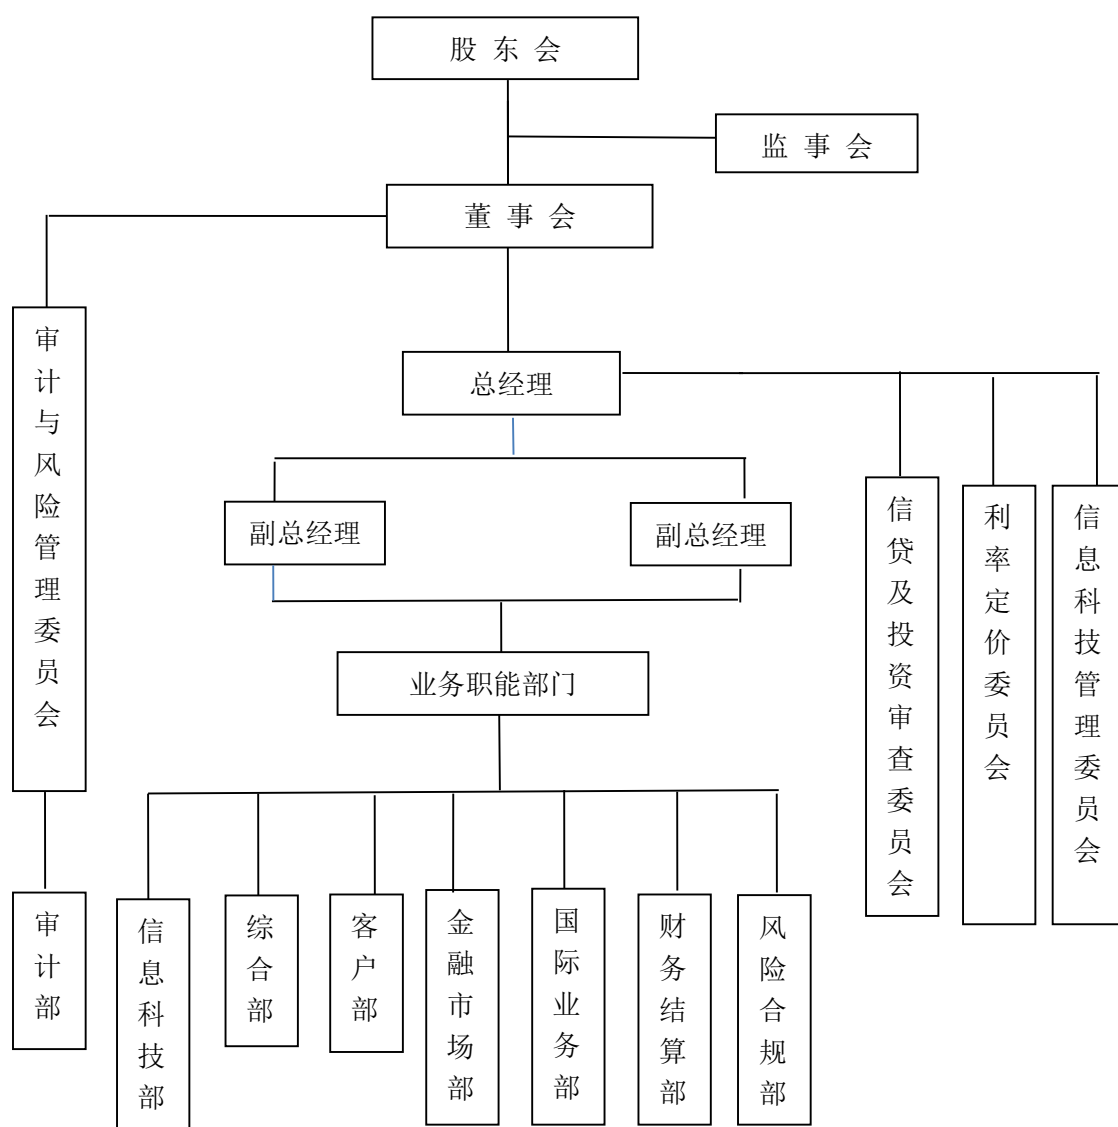 股 东 会
监 事 会
董 事 会
审计与风险管理委员会
总经理
副总经理
副总经理
信贷及投资审查委员会
利率定价委员会
信息科技管理委员会
业务职能部门
审计部
信息科技部
综合部
客户部
金融市场部
国际业务部
财务结算部
风险合规部